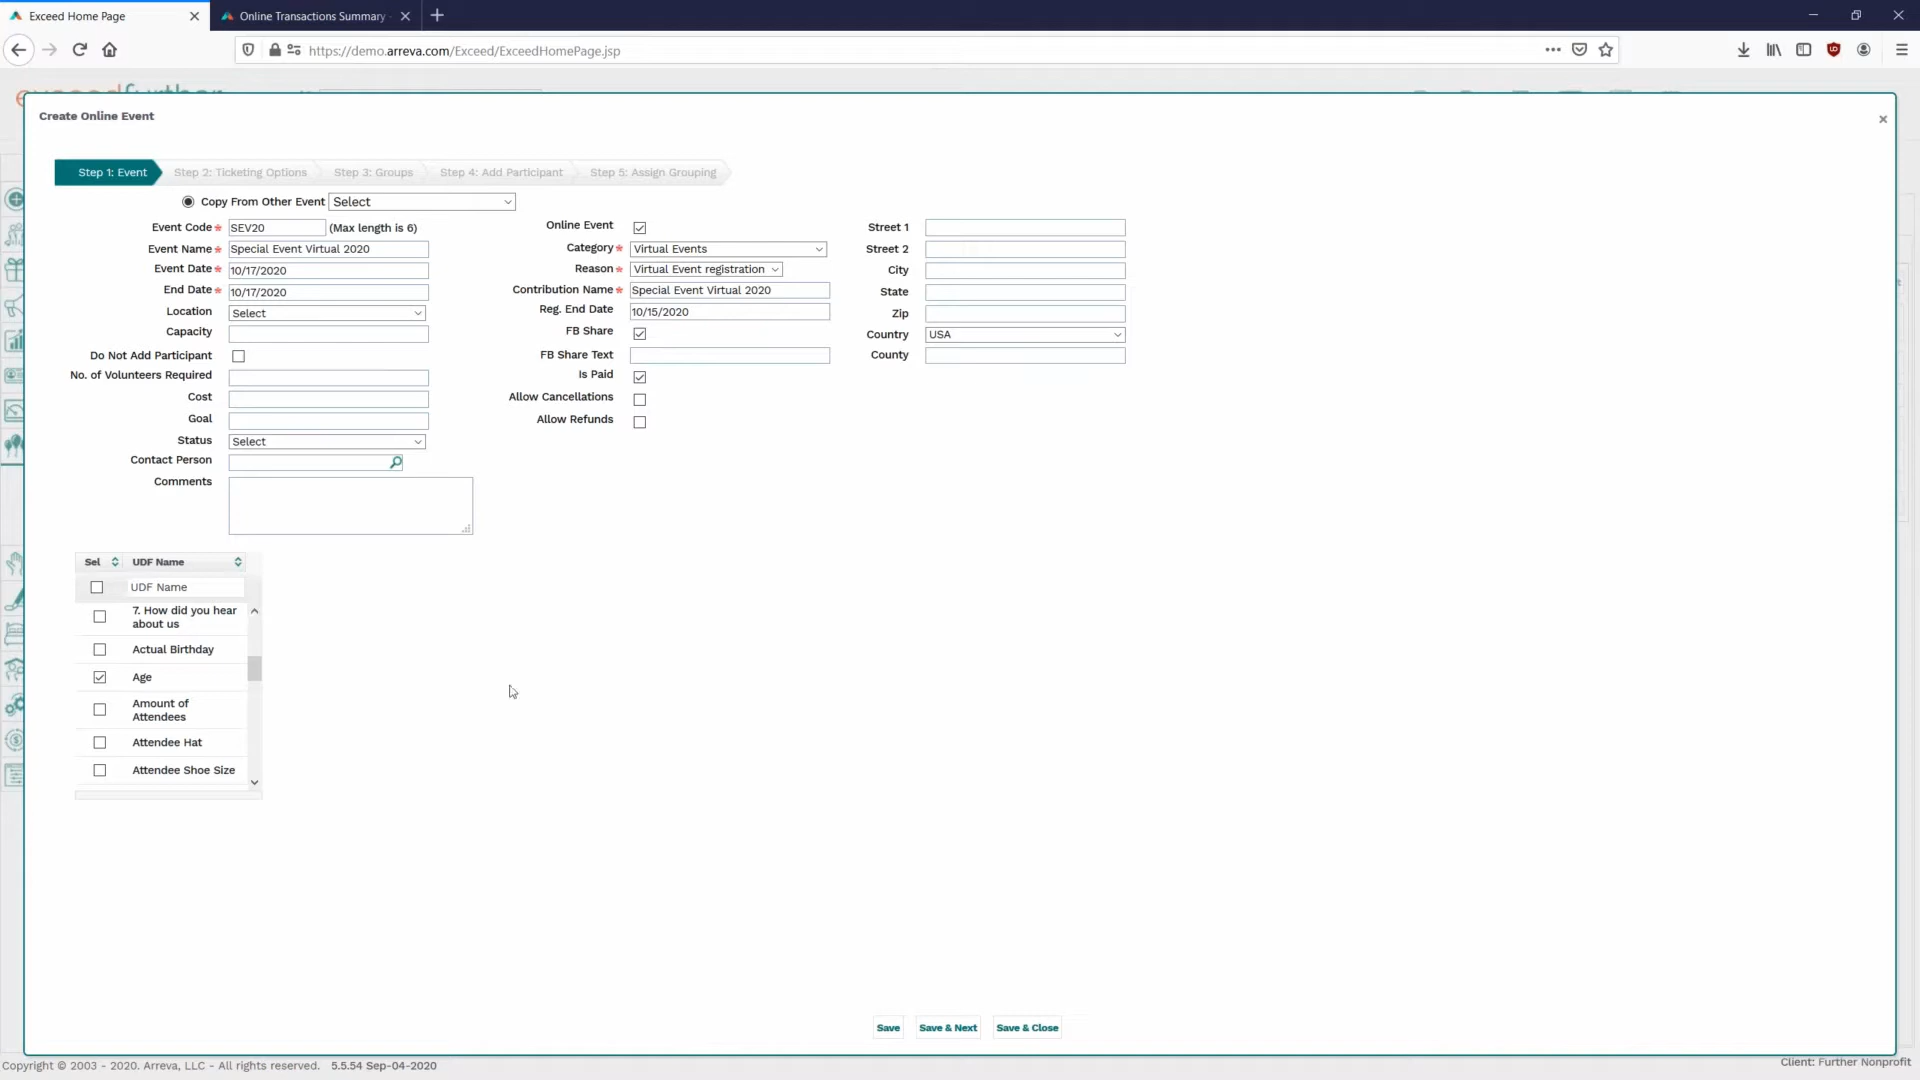 Exceed Home Page
Online Transactions Summary
https://demo.arreva.com/Exceed/ExceedHomePage.jsp
Create Online Event
Step 1: Event
Step 2: Ticketing Options
Step 3: Groups
Step 4: Add Participant
Step 5: Assign Grouping
Copy From Other Event Select
Event Code* SEV20 (Max length is 6)
Event Name* Special Event Virtual 2020
Event Date* 10/17/2020
End Date* 10/17/2020
Location Select
Capacity
Do Not Add Participant
No. of Volunteers Required
Cost
Goal
Status Select
Contact Person
Comments
Online Event
Category* Virtual Events
Reason* Virtual Event registration
Contribution Name* Special Event Virtual 2020
Reg. End Date 10/15/2020
FB Share
FB Share Text
Is Paid
Allow Cancellations
Allow Refunds
Street 1
Street 2
City
State
Zip
Country USA
County
Sel UDF Name
UDF Name
7. How did you hear
about us
Actual Birthday
Age
Amount of
Attendees
Attendee Hat
Attendee Shoe Size
Save Save & Next Save & Close
Copyright © 2003 - 2020. Arreva, LLC - All rights reserved. 5.5.54 Sep-04-2020
Client: Further Nonprofit